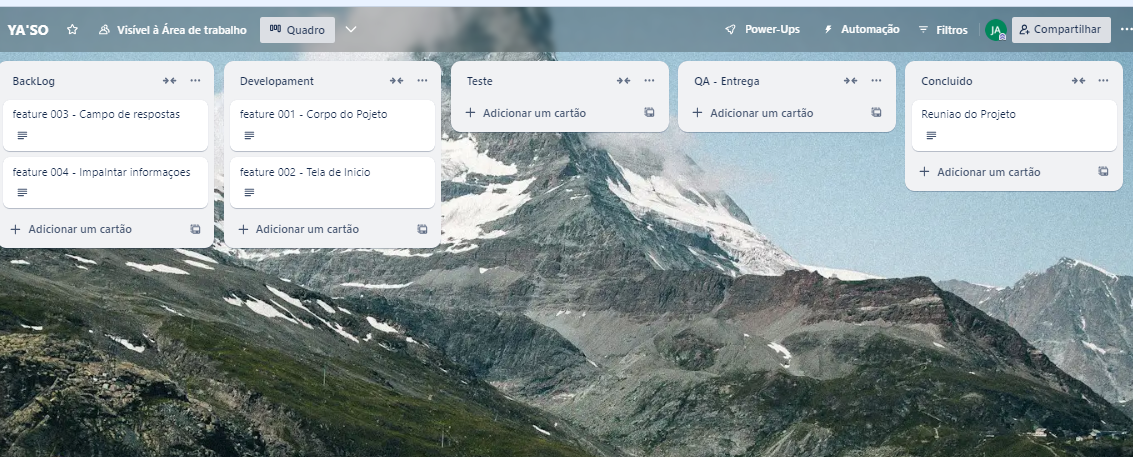 YA'SO
Visível à Área de trabalho
Quadro
Power-Ups
Automação
Filtros
JA
Compartilhar
BackLog
feature 003 - Campo de respostas
feature 004 - Impalntar informaçoes
Adicionar um cartão
Developament
feature 001 - Corpo do Pojeto
feature 002 - Tela de Inicio
Adicionar um cartão
Teste
Adicionar um cartão
QA - Entrega
Adicionar um cartão
Concluido
Reuniao do Projeto
Adicionar um cartão